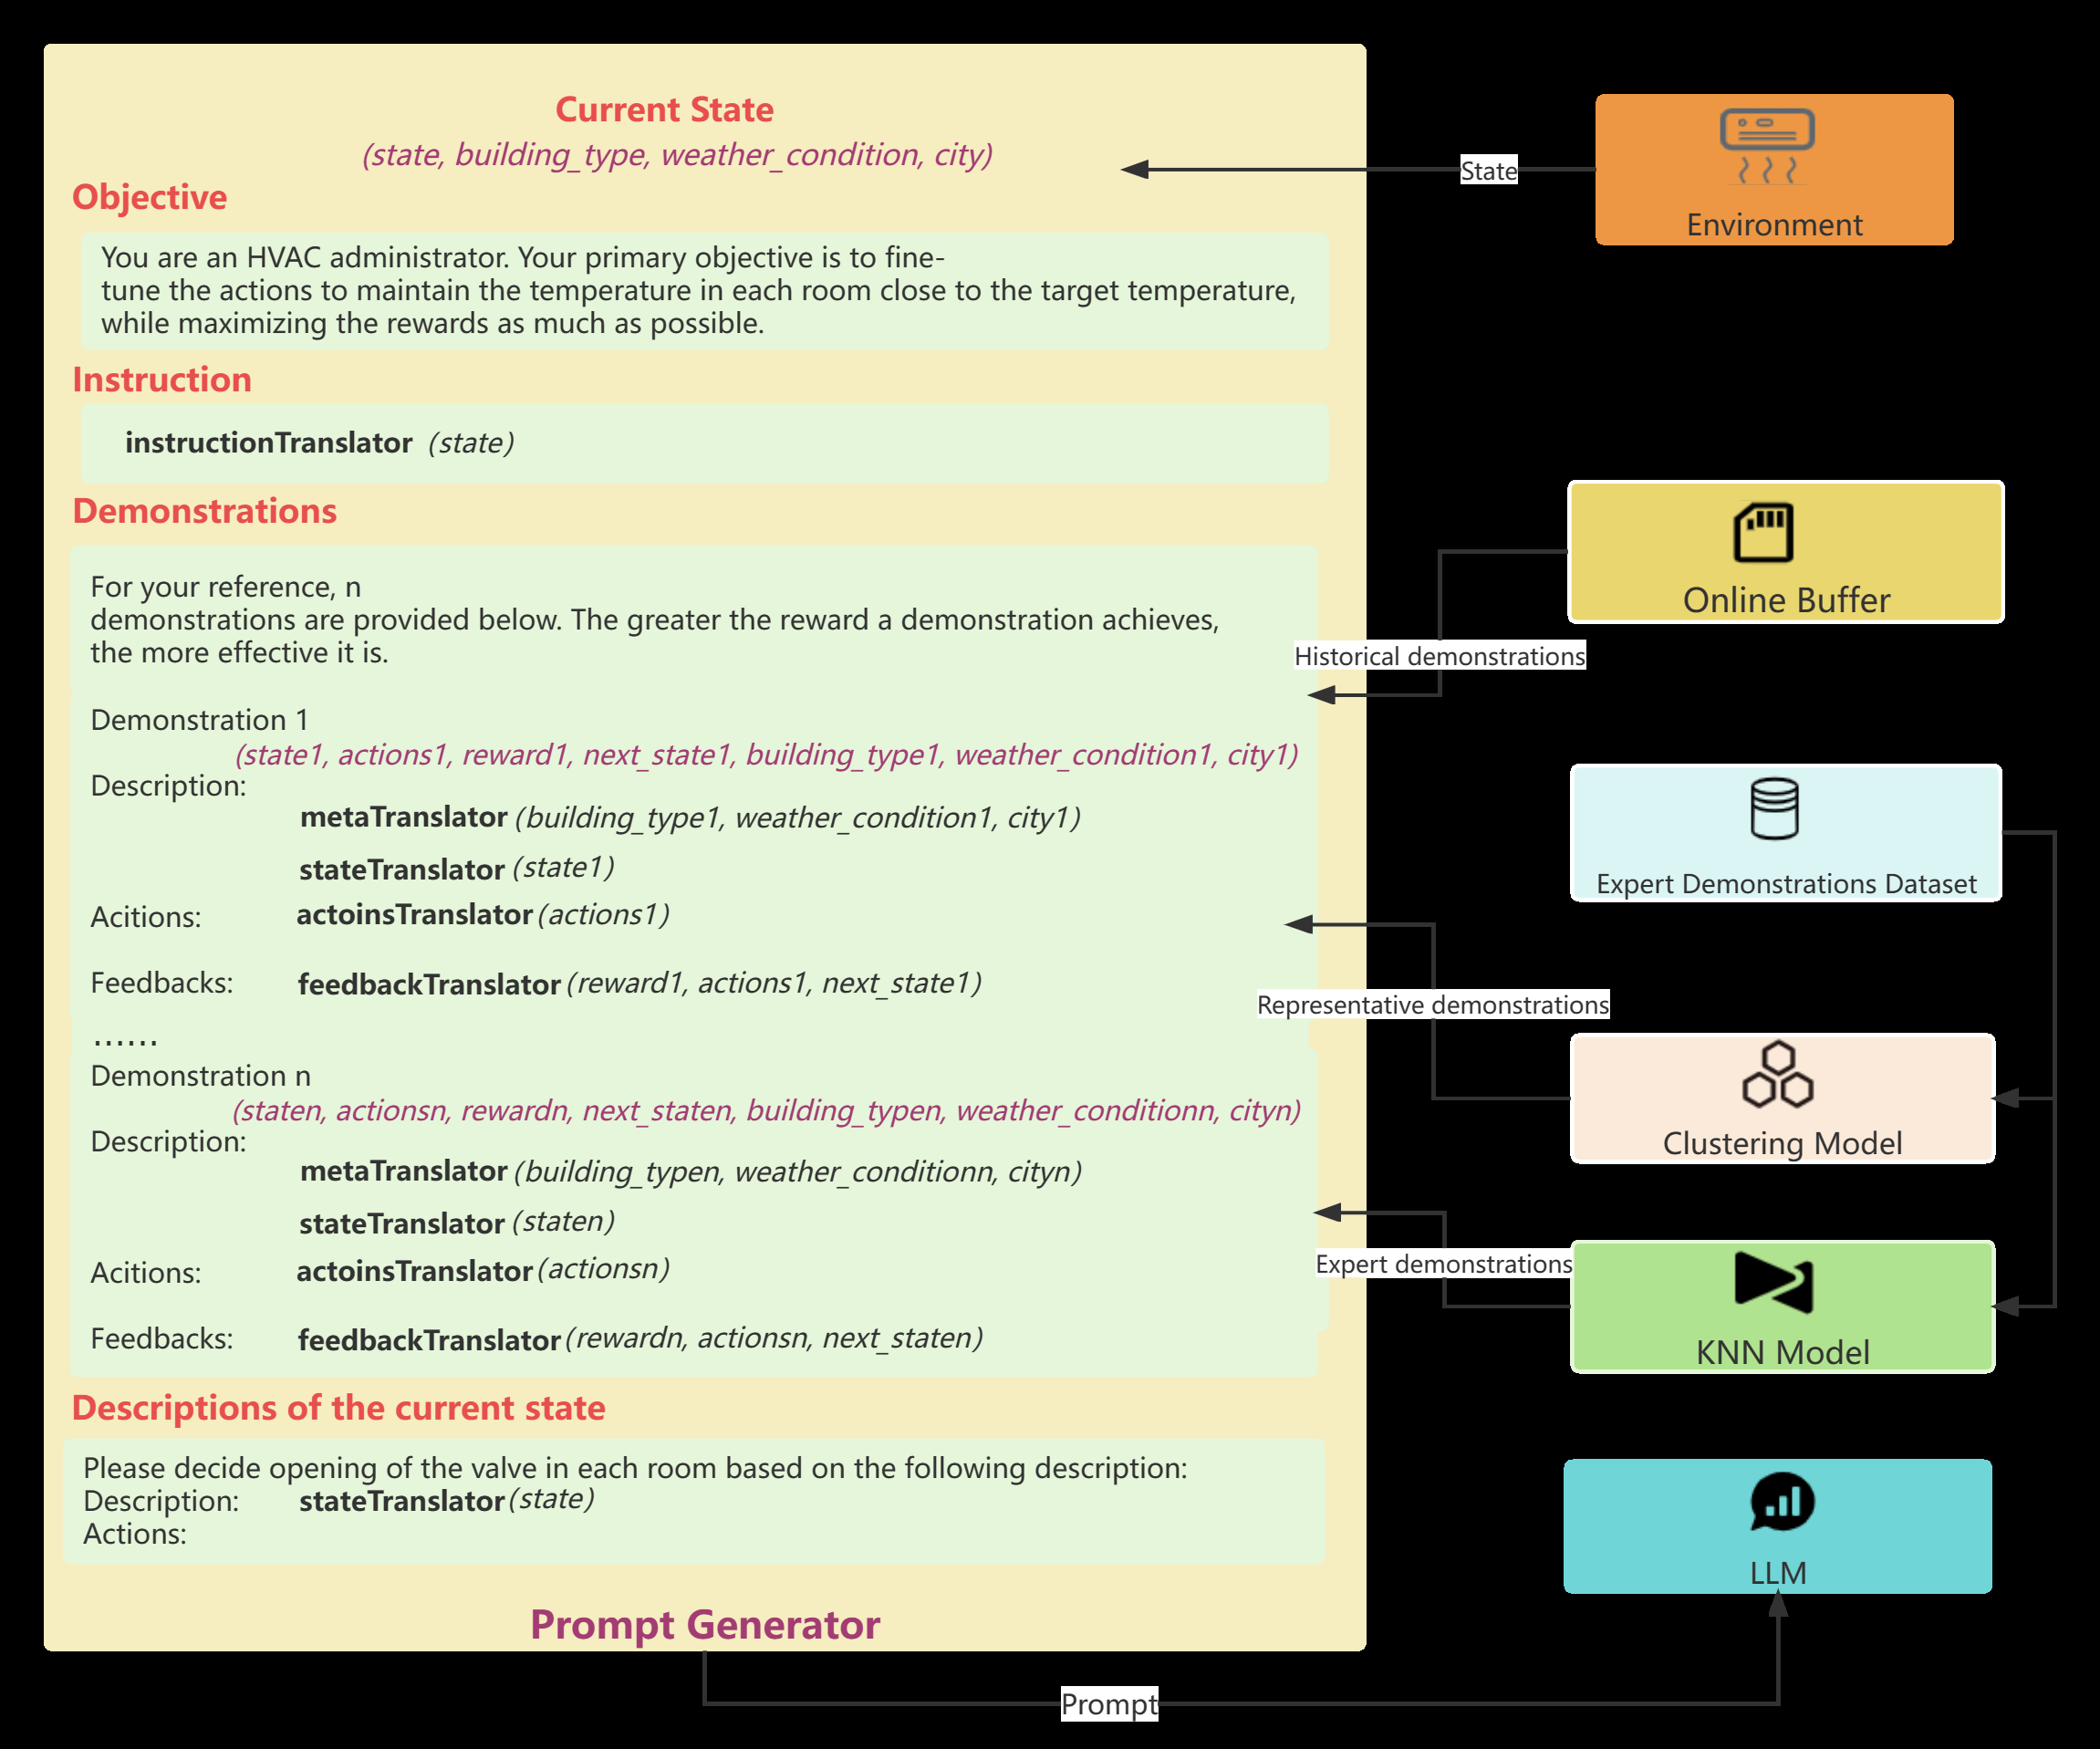 Current State
(state, building_type, weather_condition, city)
Objective
You are an HVAC administrator. Your primary objective is to fine-
tune the actions to maintain the temperature in each room close to the target temperature,
while maximizing the rewards as much as possible.
Instruction
instructionTranslator (state)
Demonstrations
For your reference, n
demonstrations are provided below. The greater the reward a demonstration achieves,
the more effective it is.
Demonstration 1
(state1, actions1, reward1, next_state1, building_type1, weather_condition1, city1)
Description:
metaTranslator (building_type1, weather_condition1, city1)
stateTranslator (state1)
Acitions: actoinsTranslator (actions1)
Feedbacks: feedbackTranslator (reward1, actions1, next_state1)
......
Demonstration n
(staten, actionsn, rewardn, next_staten, building_typen, weather_conditionn, cityn)
Description:
metaTranslator (building_typen, weather_conditionn, cityn)
stateTranslator (staten)
Acitions: actoinsTranslator (actionsn)
Feedbacks: feedbackTranslator (rewardn, actionsn, next_staten)
Descriptions of the current state
Please decide opening of the valve in each room based on the following description:
Description: stateTranslator (state)
Actions:
Prompt Generator
State
Environment
Online Buffer
Historical demonstrations
Expert Demonstrations Dataset
Representative demonstrations
Clustering Model
Expert demonstrations
KNN Model
LLM
Prompt